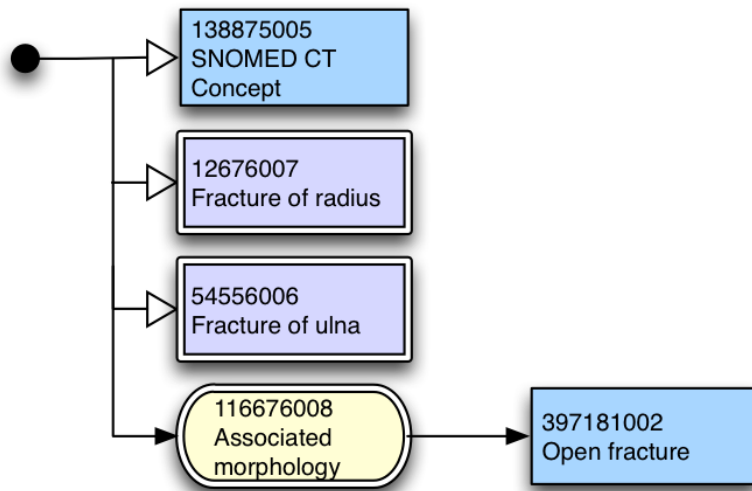 138875005
SNOMED CT
Concept
12676007
Fracture of radius
54556006
Fracture of ulna
116676008
Associated
morphology
397181002
Open fracture